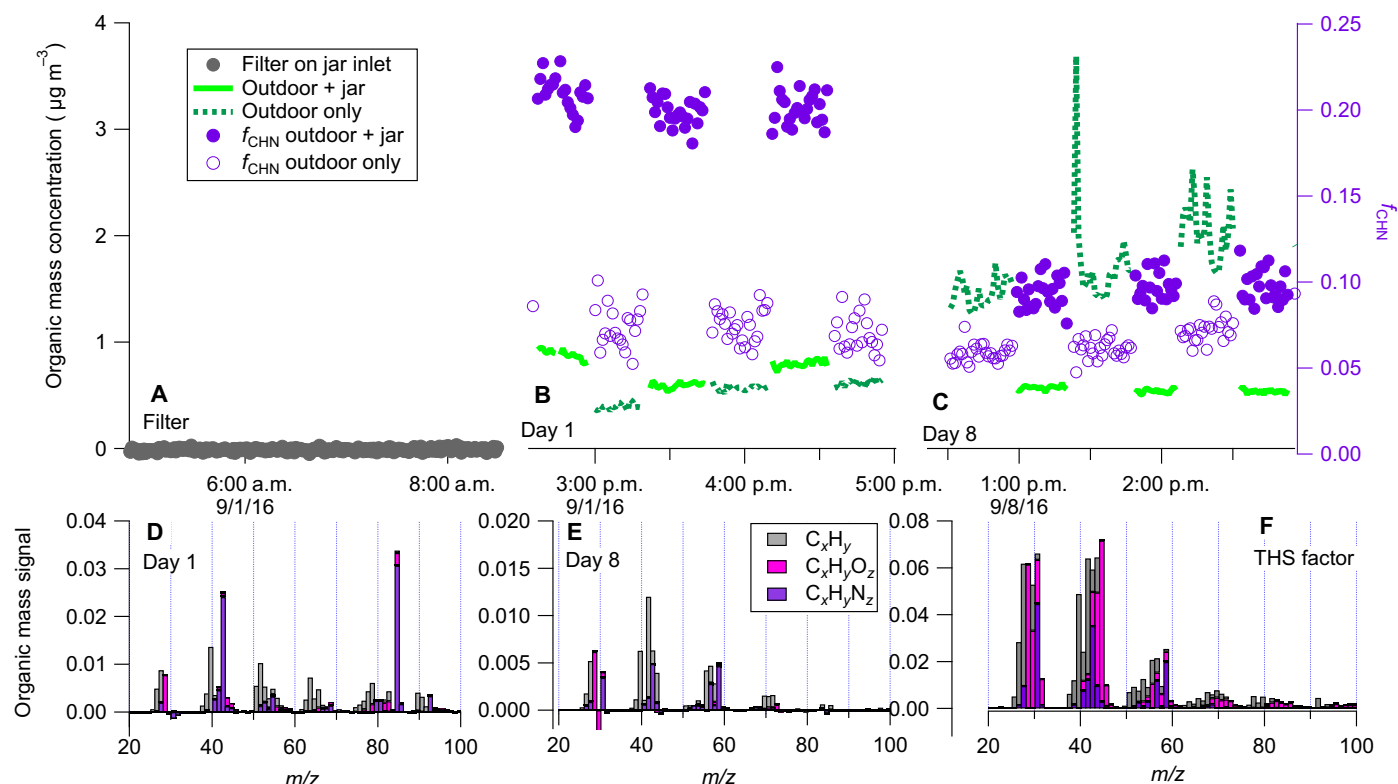 4
3
2
1
0
Organic mass concentration ( µg m⁻³)
Filter on jar inlet
Outdoor + jar
Outdoor only
fCHN outdoor + jar
fCHN outdoor only
A
Filter
B
Day 1
C
Day 8
0.25
0.20
0.15
0.10
0.05
0.00
fCHN
6:00 a.m.
8:00 a.m.
9/1/16
3:00 p.m.
4:00 p.m.
5:00 p.m.
9/1/16
1:00 p.m.
2:00 p.m.
9/8/16
Organic mass signal
0.04
0.03
0.02
0.01
0.00
D
Day 1
20
40
60
80
100
m/z
0.020
0.015
0.010
0.005
0.000
E
Day 8
CxHy
CxHyOz
CxHyNz
20
40
60
80
100
m/z
0.08
0.06
0.04
0.02
0.00
F
THS factor
20
40
60
80
100
m/z